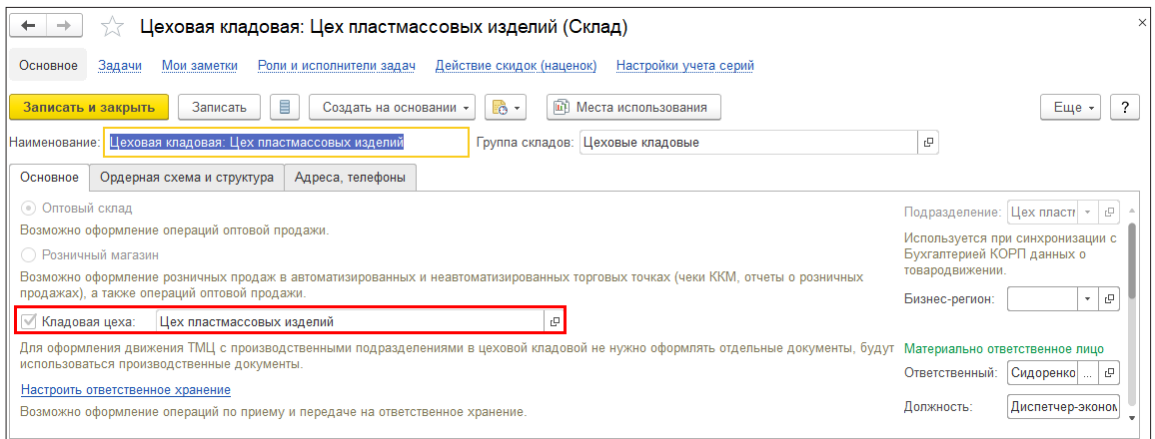 Цеховая кладовая: Цех пластмассовых изделий (Склад)
Основное Задачи Мои заметки Роли и исполнители задач Действие скидок (наценок) Настройки учета серий
Записать и закрыть Записать Создать на основании Места использования Еще ?
Наименование: Цеховая кладовая: Цех пластмассовых изделий Группа складов: Цеховые кладовые
Основное Ордерная схема и структура Адреса, телефоны
Оптовый склад
Возможно оформление операций оптовой продажи.
Розничный магазин
Возможно оформление розничных продаж в автоматизированных и неавтоматизированных торговых точках (чеки ККМ, отчеты о розничных
продажах), а также операций оптовой продажи.
Кладовая цеха: Цех пластмассовых изделий
Для оформления движения ТМЦ с производственными подразделениями в цеховой кладовой не нужно оформлять отдельные документы, будут
использоваться производственные документы.
Настроить ответственное хранение
Возможно оформление операций по приему и передаче на ответственное хранение.
Подразделение: Цех пласт
Используется при синхронизации с
Бухгалтерией КОРП данных о
товародвижении.
Бизнес-регион:
Материально ответственное лицо
Ответственный: Сидоренко ...
Должность: Диспетчер-эконом